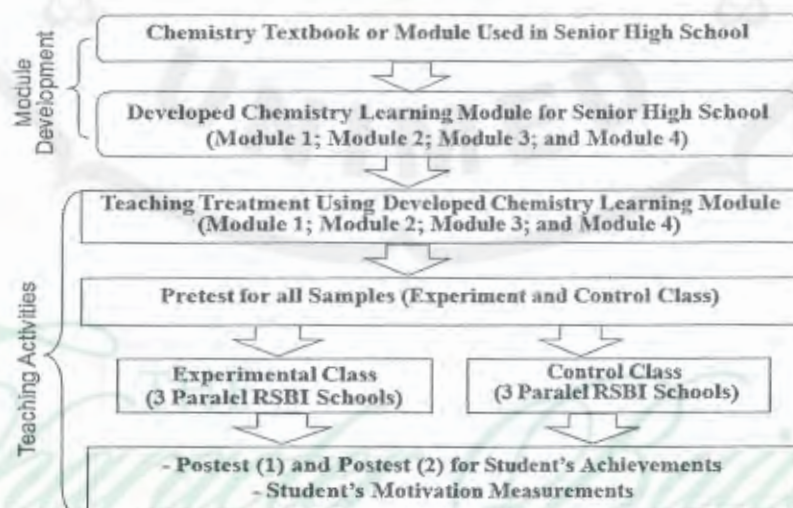 Chemistry Textbook or Module Used in Senior High School
Module
Development
Developed Chemistry Learning Module for Senior High School
(Module 1; Module 2; Module 3; and Module 4)
Teaching Treatment Using Developed Chemistry Learning Module
(Module 1; Module 2; Module 3; and Module 4)
Teaching Activities
Pretest for all Samples (Experiment and Control Class)
Experimental Class
(3 Paralel RSBI Schools)
Control Class
(3 Paralel RSBI Schools)
- Postest (1) and Postest (2) for Student's Achievements
- Student's Motivation Measurements